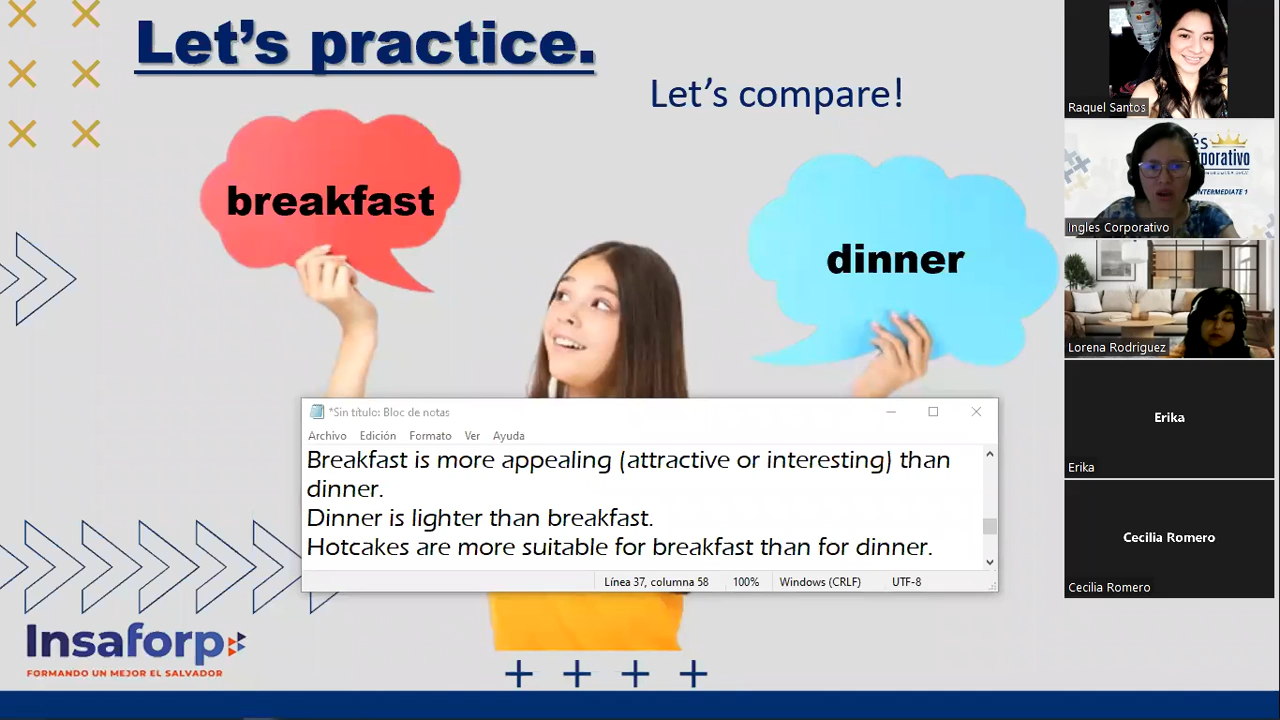 Let's practice.
Let's compare!
breakfast
dinner
*Sin título: Bloc de notas
Archivo Edición Formato Ver Ayuda
Breakfast is more appealing (attractive or interesting) than
dinner.
Dinner is lighter than breakfast.
Hotcakes are more suitable for breakfast than for dinner.
Línea 37, columna 58 100% Windows (CRLF) UTF-8
Insaforp
FORMANDO UN MEJOR EL SALVADOR
Raquel Santos
INTERMEDIATE 1
Ingles Corporativo
Lorena Rodriguez
Erika
Erika
Cecilia Romero
Cecilia Romero